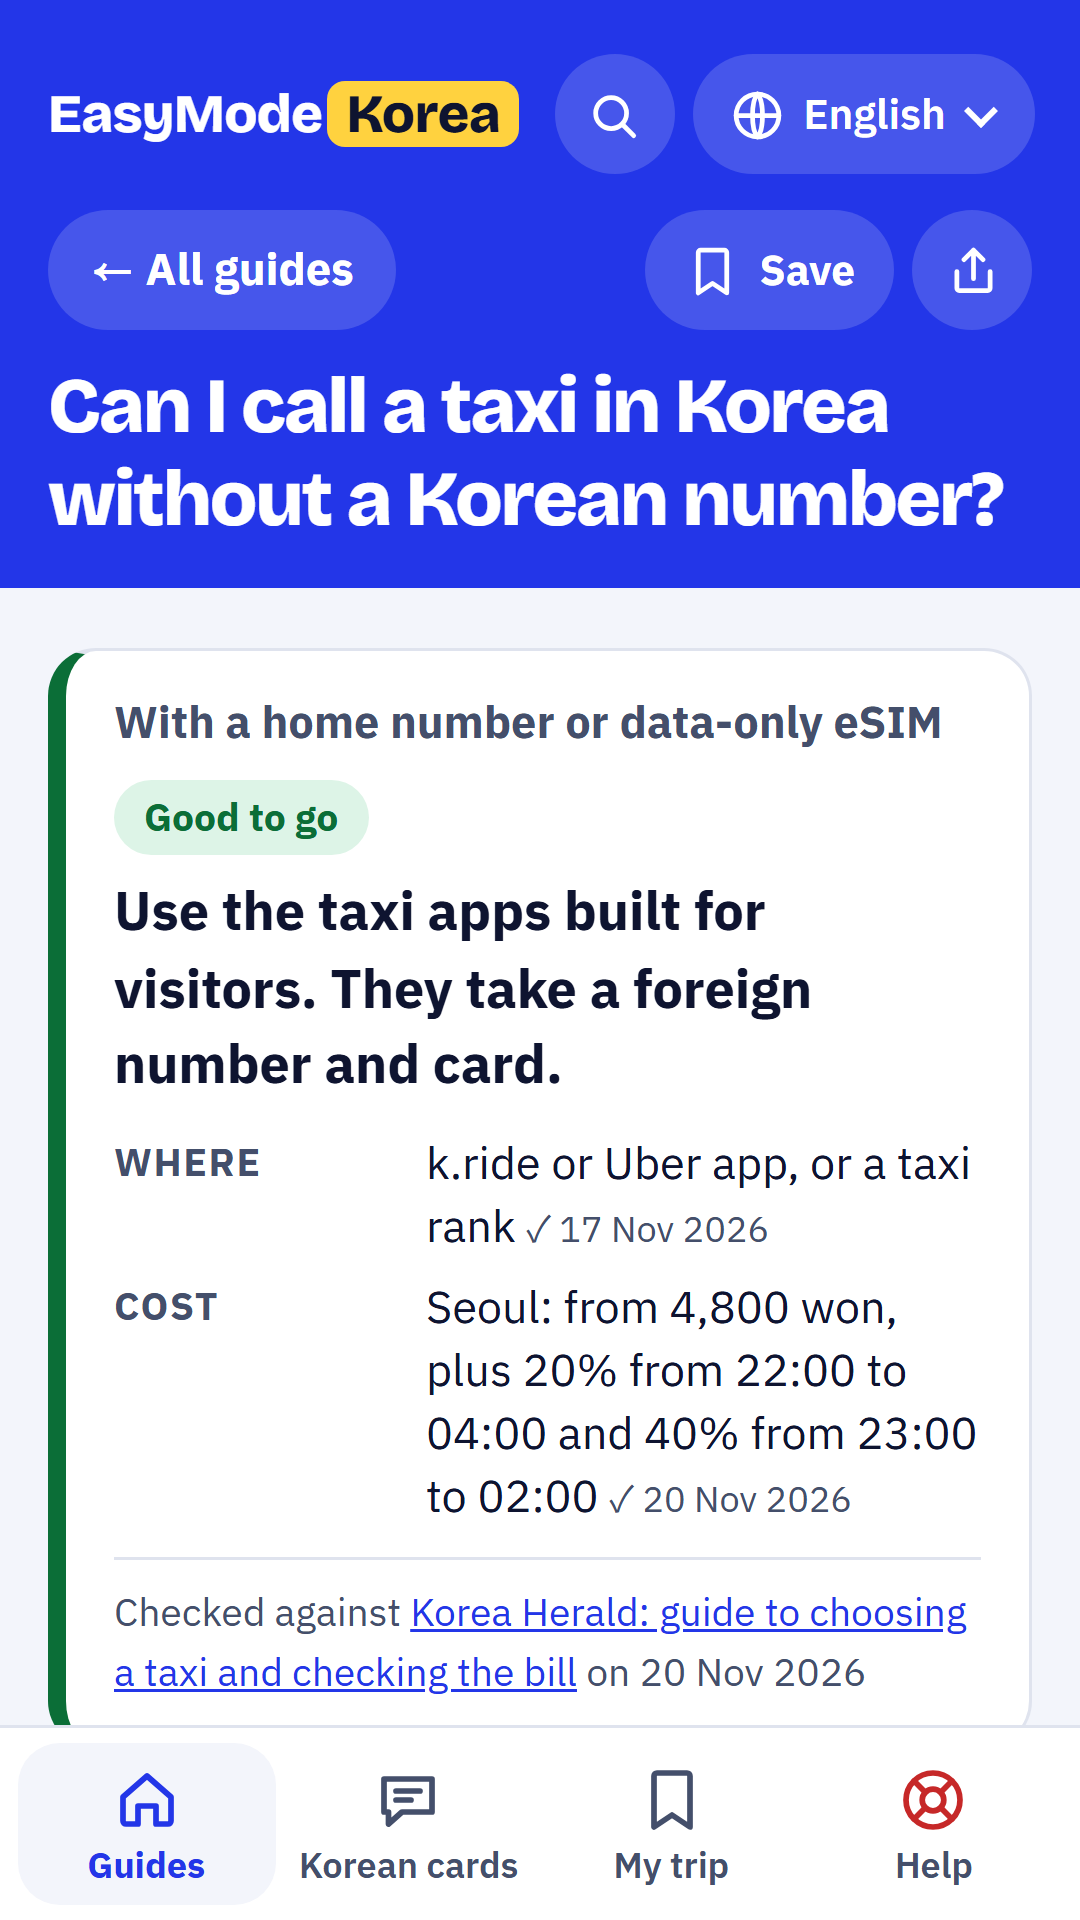 EasyMode Korea
English
← All guides
Save
Can I call a taxi in Korea
without a Korean number?
With a home number or data-only eSIM
Good to go
Use the taxi apps built for
visitors. They take a foreign
number and card.
WHERE
k.ride or Uber app, or a taxi
rank ✓ 17 Nov 2026
COST
Seoul: from 4,800 won,
plus 20% from 22:00 to
04:00 and 40% from 23:00
to 02:00 ✓ 20 Nov 2026
Checked against Korea Herald: guide to choosing
a taxi and checking the bill on 20 Nov 2026
Guides
Korean cards
My trip
Help